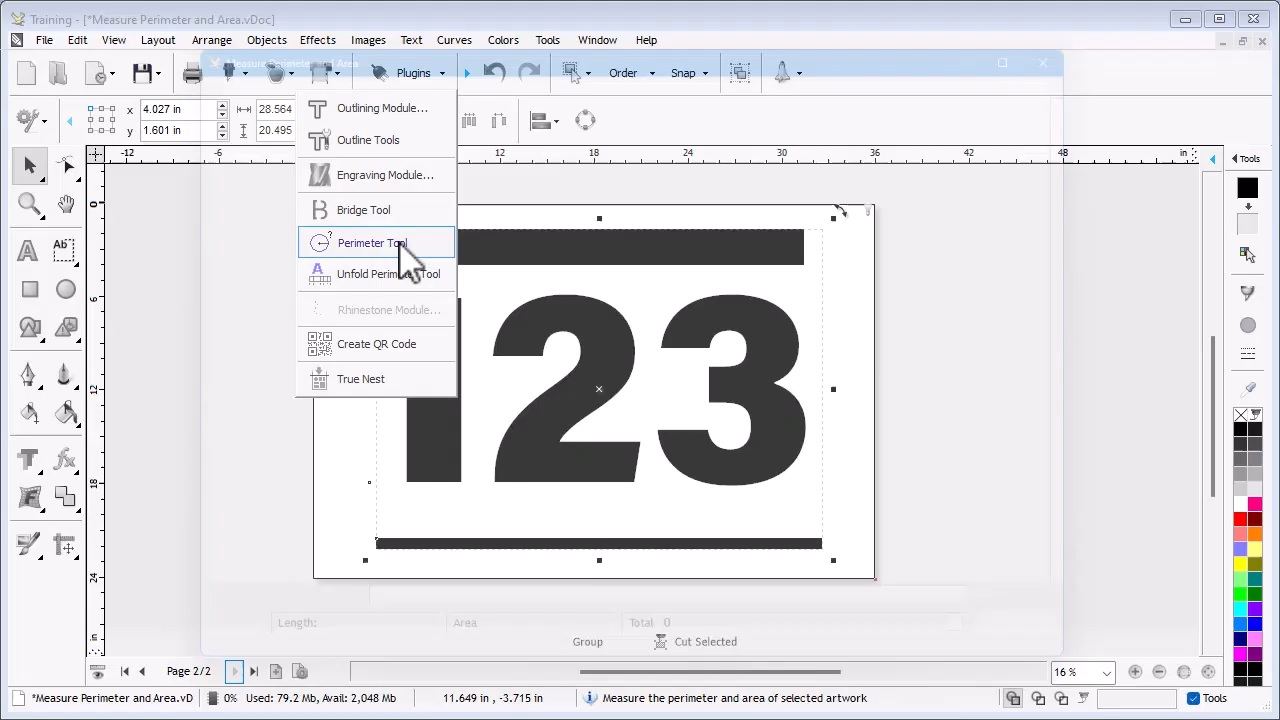 Training - [*Measure Perimeter and Area.vDoc]
File Edit View Layout Arrange Objects Effects Images Text Curves Colors Tools Window Help
Measure Perimeter and Area
Plugins Order Snap
x 4.027 in 28.564
y 1.601 in 20.495
-12 -6 12 18 24 30 36 42 48 in
Tools
Outlining Module...
Outline Tools
Engraving Module...
Bridge Tool
Perimeter Tool
Unfold Perimeter Tool
Rhinestone Module...
Create QR Code
True Nest
0
6
12
18
24
in
123
Length: Area Total 0
Group Cut Selected
Page 2/2 16 %
*Measure Perimeter and Area.vD 0% Used: 79.2 Mb, Avail: 2,048 Mb 11.649 in , -3.715 in Measure the perimeter and area of selected artwork Tools